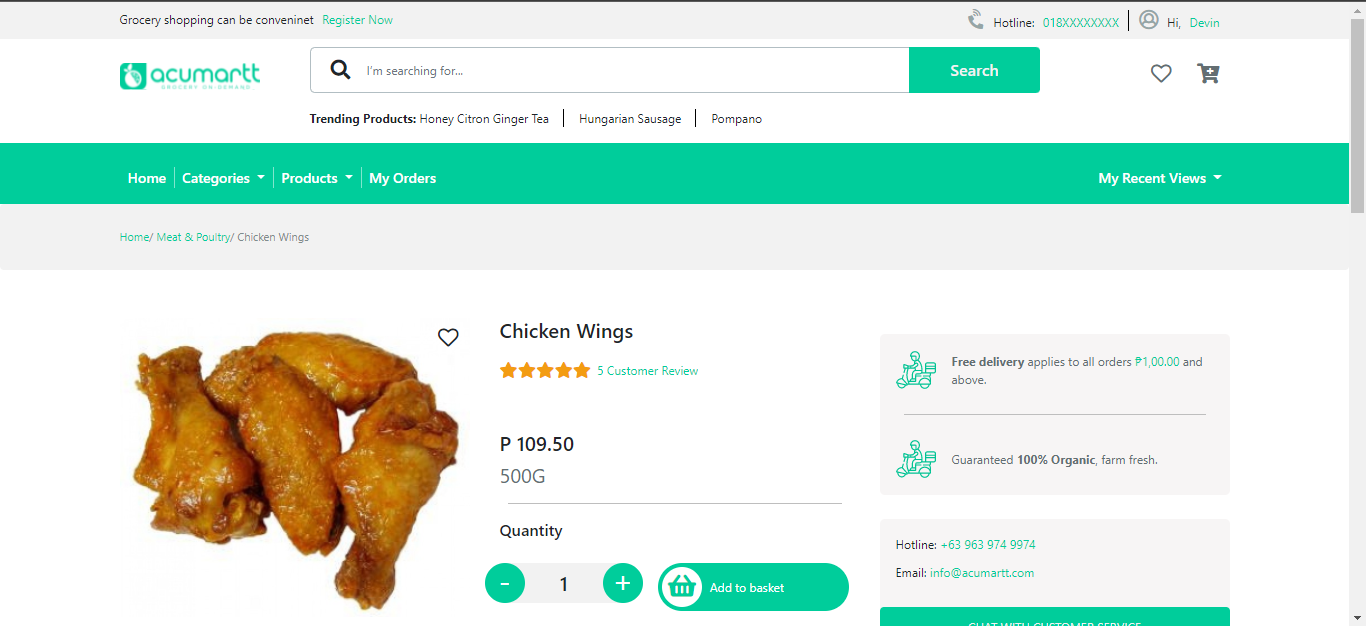 Grocery shopping can be conveninet Register Now
Hotline: 018XXXXXXXX Hi, Devin
acumartt
GROCERY ON-DEMAND
I'm searching for...
Search
Trending Products: Honey Citron Ginger Tea Hungarian Sausage Pompano
Home Categories Products My Orders My Recent Views
Home/ Meat & Poultry/ Chicken Wings
Chicken Wings
5 Customer Review
P 109.50
500G
Quantity
- 1 +
Add to basket
Free delivery applies to all orders ₱1,00.00 and
above.
Guaranteed 100% Organic, farm fresh.
Hotline: +63 963 974 9974
Email: info@acumartt.com
CHAT WITH CUSTOMER SERVICE